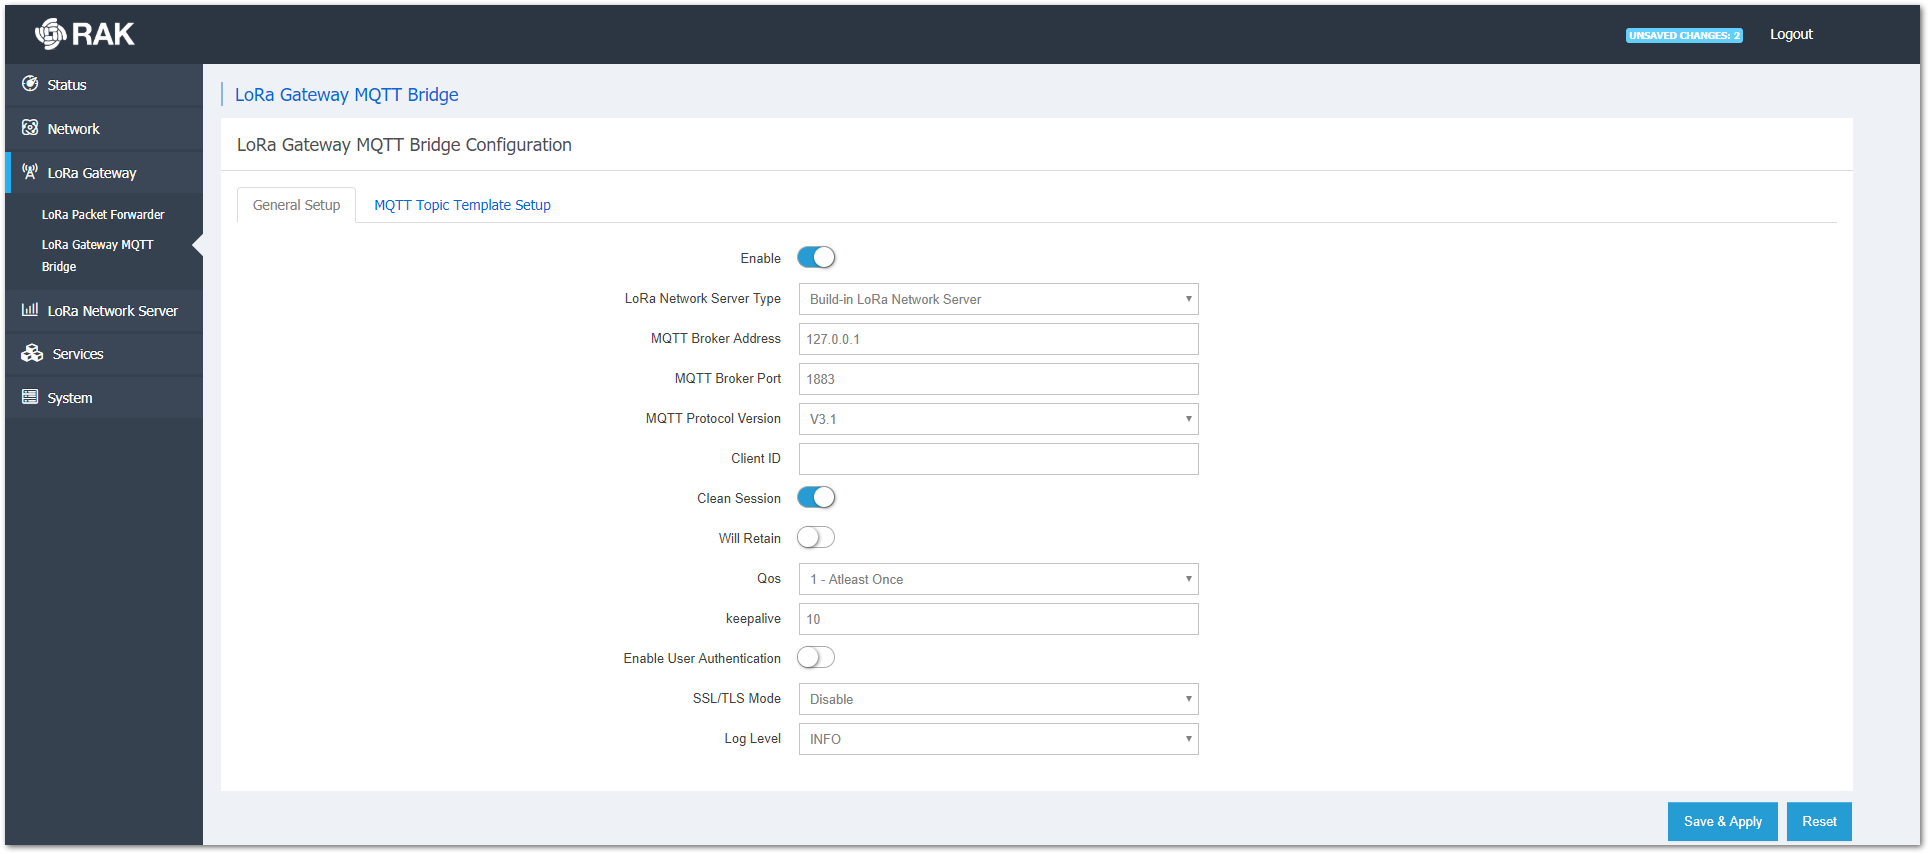 RAK
UNSAVED CHANGES: 2
Logout
Status
Network
LoRa Gateway
LoRa Packet Forwarder
LoRa Gateway MQTT
Bridge
LoRa Network Server
Services
System
LoRa Gateway MQTT Bridge
LoRa Gateway MQTT Bridge Configuration
General Setup
MQTT Topic Template Setup
Enable
LoRa Network Server Type
Build-in LoRa Network Server
MQTT Broker Address
127.0.0.1
MQTT Broker Port
1883
MQTT Protocol Version
V3.1
Client ID
Clean Session
Will Retain
Qos
1 - Atleast Once
keepalive
10
Enable User Authentication
SSL/TLS Mode
Disable
Log Level
INFO
Save & Apply
Reset